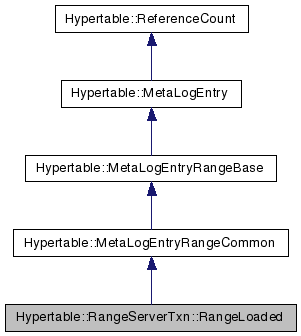 Hypertable::ReferenceCount
Hypertable::MetaLogEntry
Hypertable::MetaLogEntryRangeBase
Hypertable::MetaLogEntryRangeCommon
Hypertable::RangeServerTxn::RangeLoaded